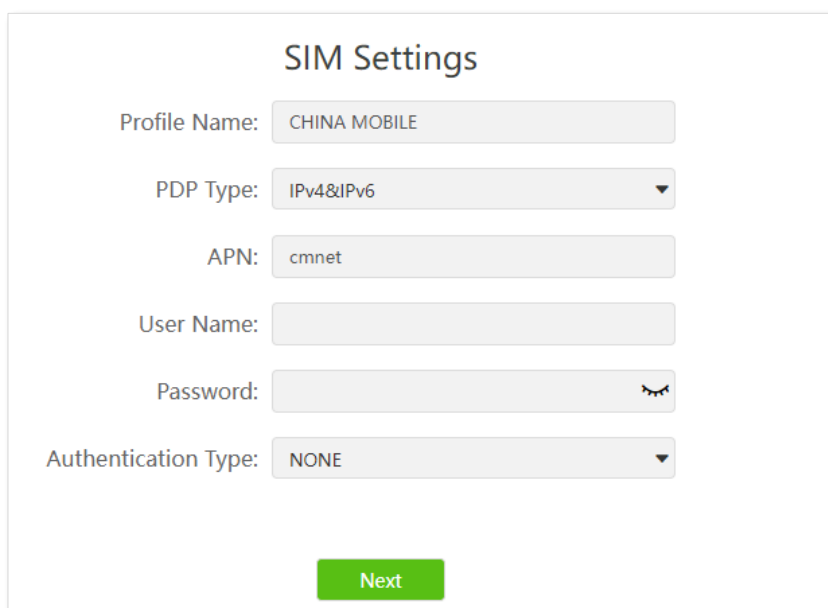 SIM Settings
Profile Name: CHINA MOBILE
PDP Type: IPv4&IPv6
APN: cmnet
User Name:
Password:
Authentication Type: NONE
Next